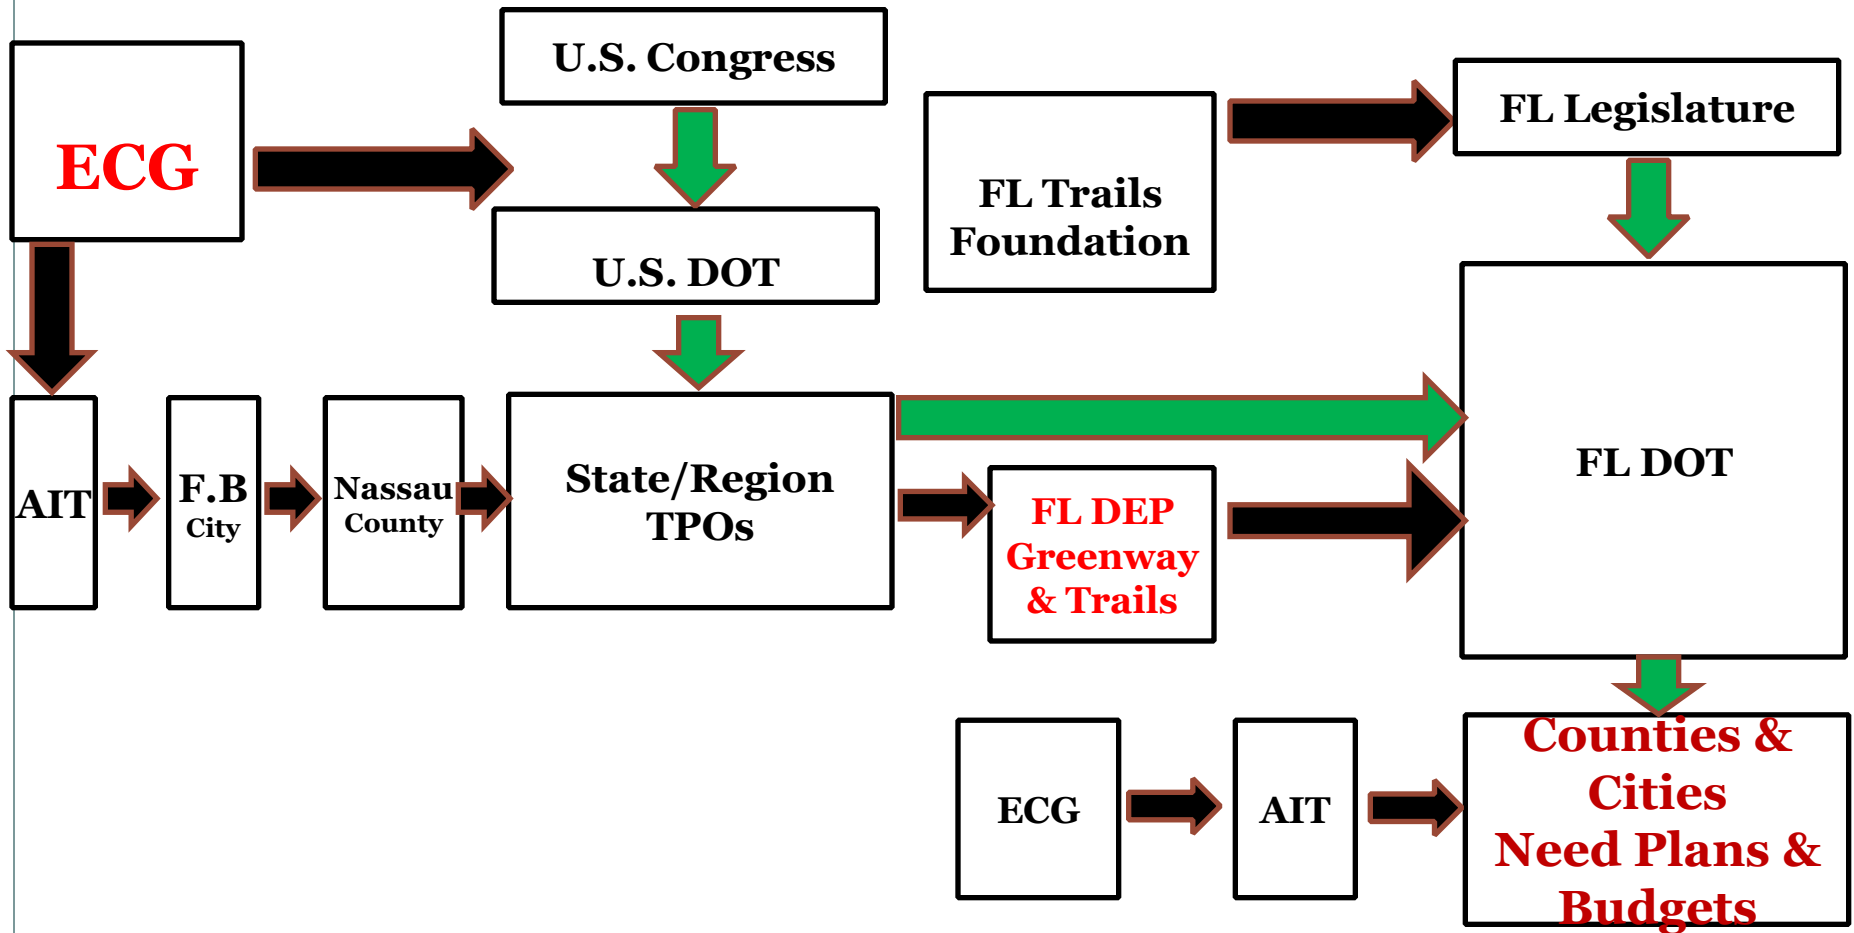 ECG
U.S. Congress
FL Legislature
FL Trails
Foundation
U.S. DOT
AIT
F.B
City
Nassau
County
State/Region
TPOs
FL DEP
Greenway
& Trails
FL DOT
ECG
AIT
Counties &
Cities
Need Plans &
Budgets